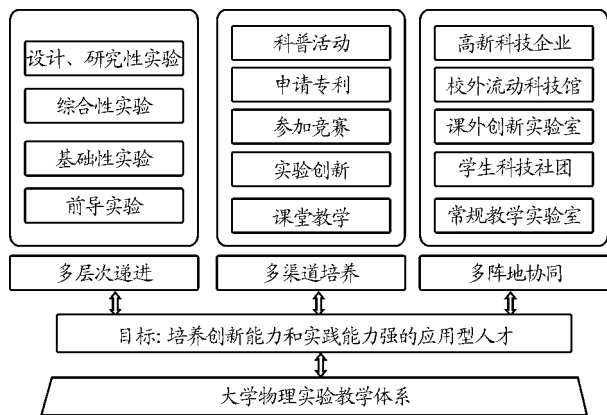 设计、研究性实验
综合性实验
基础性实验
前导实验
多层次递进
科普活动
申请专利
参加竞赛
实验创新
课堂教学
多渠道培养
高新科技企业
校外流动科技馆
课外创新实验室
学生科技社团
常规教学实验室
多阵地协同
目标: 培养创新能力和实践能力强的应用型人才
大学物理实验教学体系